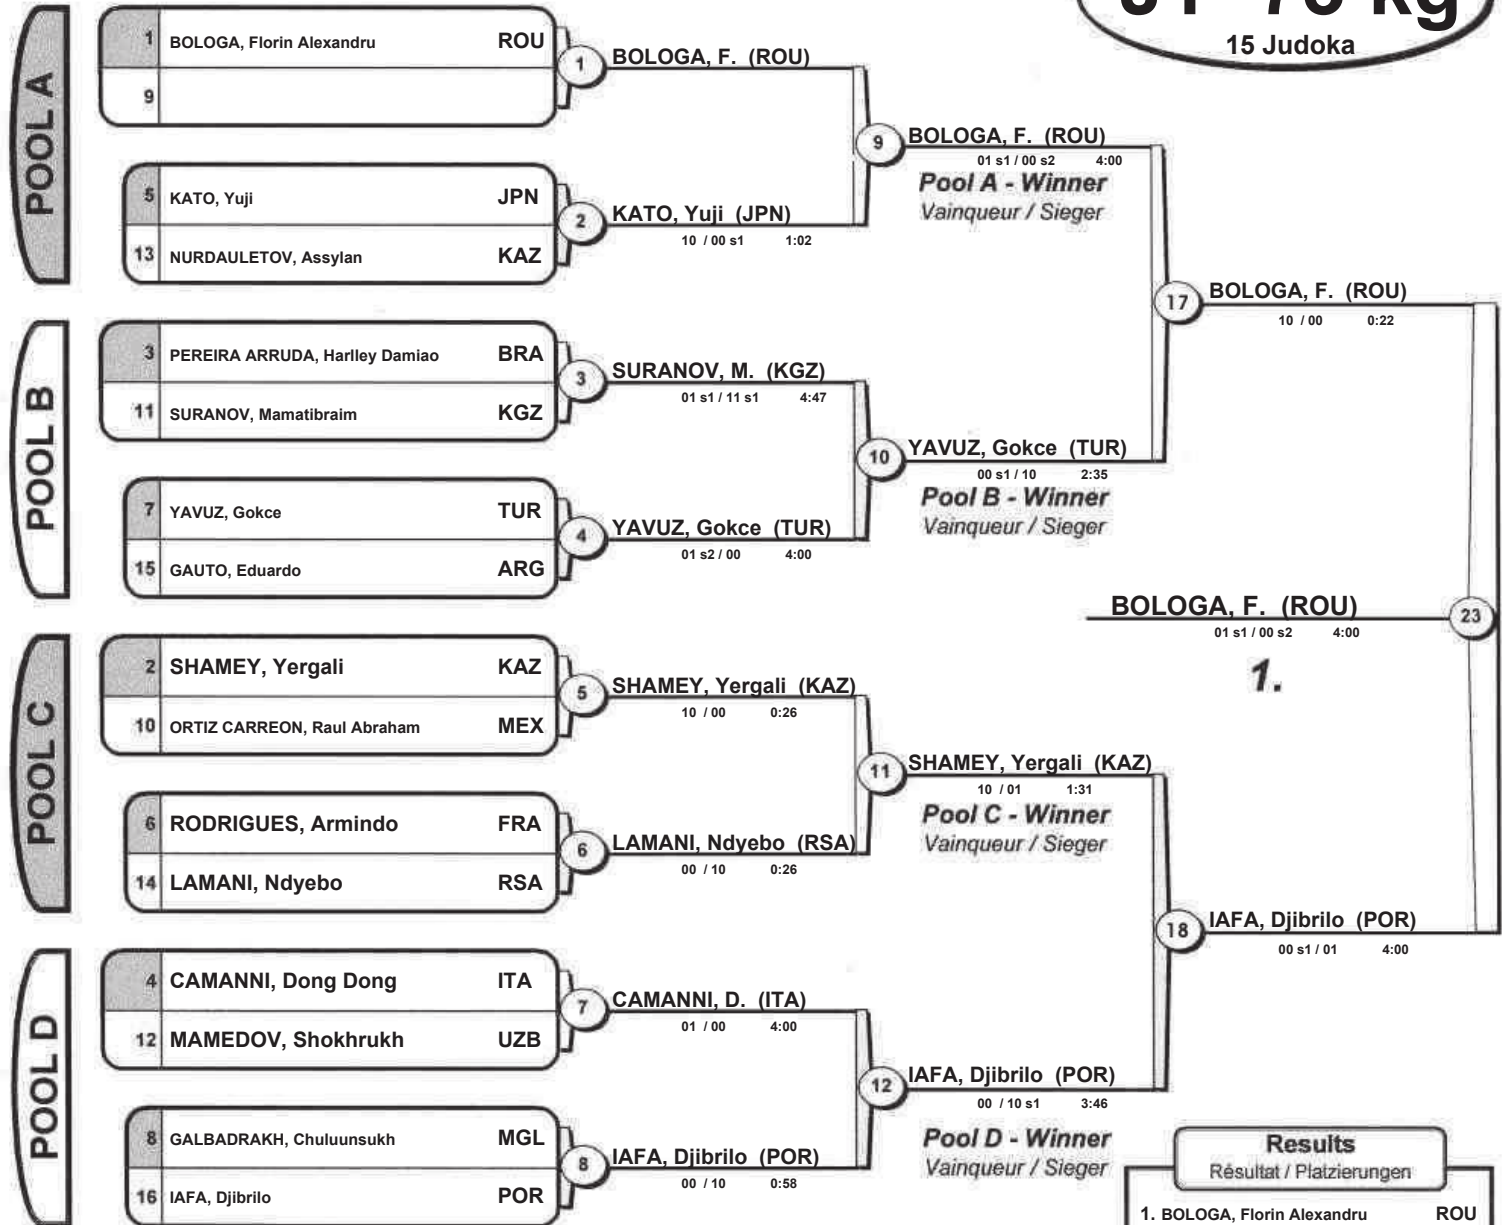 15 Judoka
POOL A
1 BOLOGA, Florin Alexandru ROU
9
1 BOLOGA, F. (ROU)
5 KATO, Yuji JPN
13 NURDAULETOV, Assylan KAZ
2 KATO, Yuji (JPN)
10 / 00 s1 1:02
9 BOLOGA, F. (ROU)
01 s1 / 00 s2 4:00
Pool A - Winner
Vainqueur / Sieger
POOL B
3 PEREIRA ARRUDA, Harlley Damiao BRA
11 SURANOV, Mamatibraim KGZ
3 SURANOV, M. (KGZ)
01 s1 / 11 s1 4:47
7 YAVUZ, Gokce TUR
15 GAUTO, Eduardo ARG
4 YAVUZ, Gokce (TUR)
01 s2 / 00 4:00
10 YAVUZ, Gokce (TUR)
00 s1 / 10 2:35
Pool B - Winner
Vainqueur / Sieger
17 BOLOGA, F. (ROU)
10 / 00 0:22
POOL C
2 SHAMEY, Yergali KAZ
10 ORTIZ CARREON, Raul Abraham MEX
5 SHAMEY, Yergali (KAZ)
10 / 00 0:26
6 RODRIGUES, Armindo FRA
14 LAMANI, Ndyebo RSA
6 LAMANI, Ndyebo (RSA)
00 / 10 0:26
11 SHAMEY, Yergali (KAZ)
10 / 01 1:31
Pool C - Winner
Vainqueur / Sieger
POOL D
4 CAMANNI, Dong Dong ITA
12 MAMEDOV, Shokhrukh UZB
7 CAMANNI, D. (ITA)
01 / 00 4:00
8 GALBADRAKH, Chuluunsukh MGL
16 IAFA, Djibrilo POR
8 IAFA, Djibrilo (POR)
00 / 10 0:58
12 IAFA, Djibrilo (POR)
00 / 10 s1 3:46
Pool D - Winner
Vainqueur / Sieger
18 IAFA, Djibrilo (POR)
00 s1 / 01 4:00
BOLOGA, F. (ROU) 23
01 s1 / 00 s2 4:00
1.
Results
Résultat / Platzierungen
1. BOLOGA, Florin Alexandru ROU